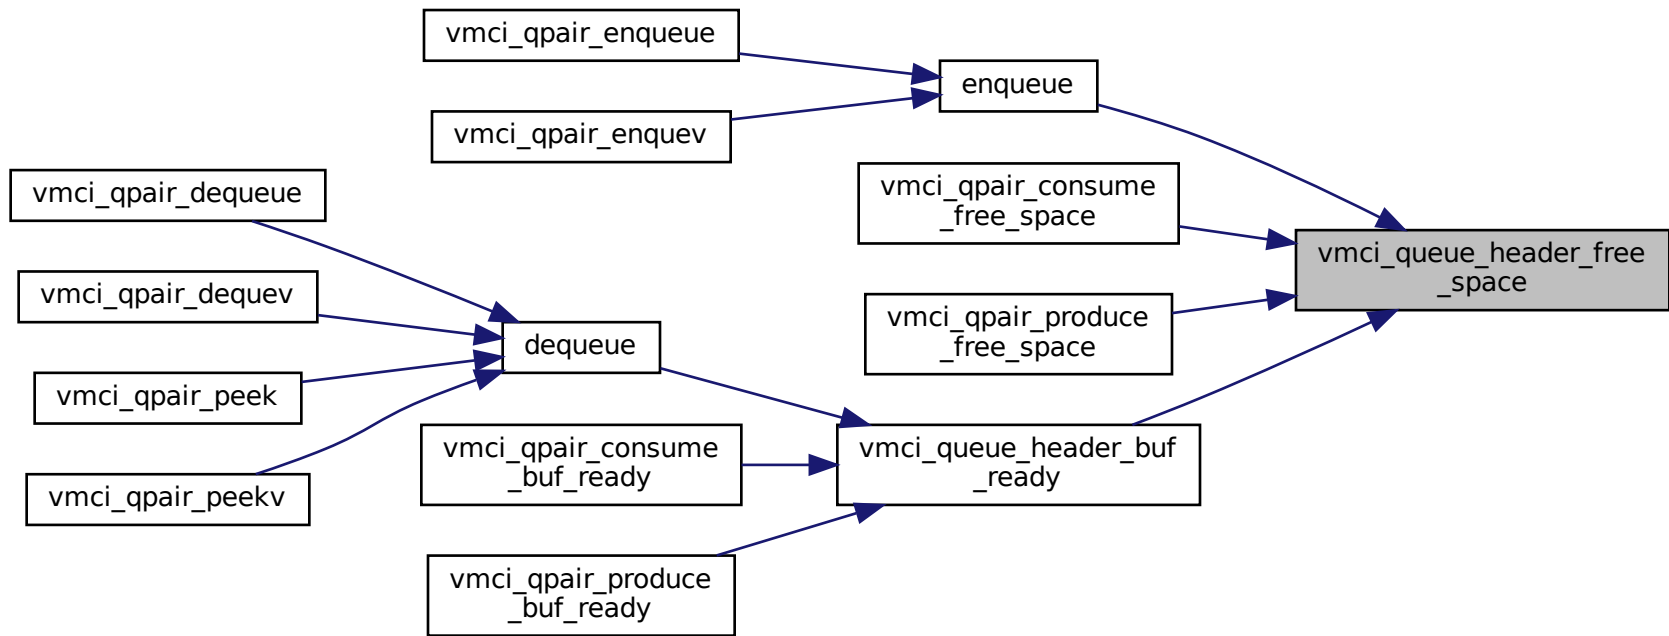 vmci_qpair_enqueue
enqueue
vmci_qpair_enquev
vmci_qpair_dequeue
vmci_qpair_consume
_free_space
vmci_queue_header_free
_space
vmci_qpair_dequev
vmci_qpair_produce
_free_space
dequeue
vmci_qpair_peek
vmci_qpair_consume
_buf_ready
vmci_queue_header_buf
_ready
vmci_qpair_peekv
vmci_qpair_produce
_buf_ready